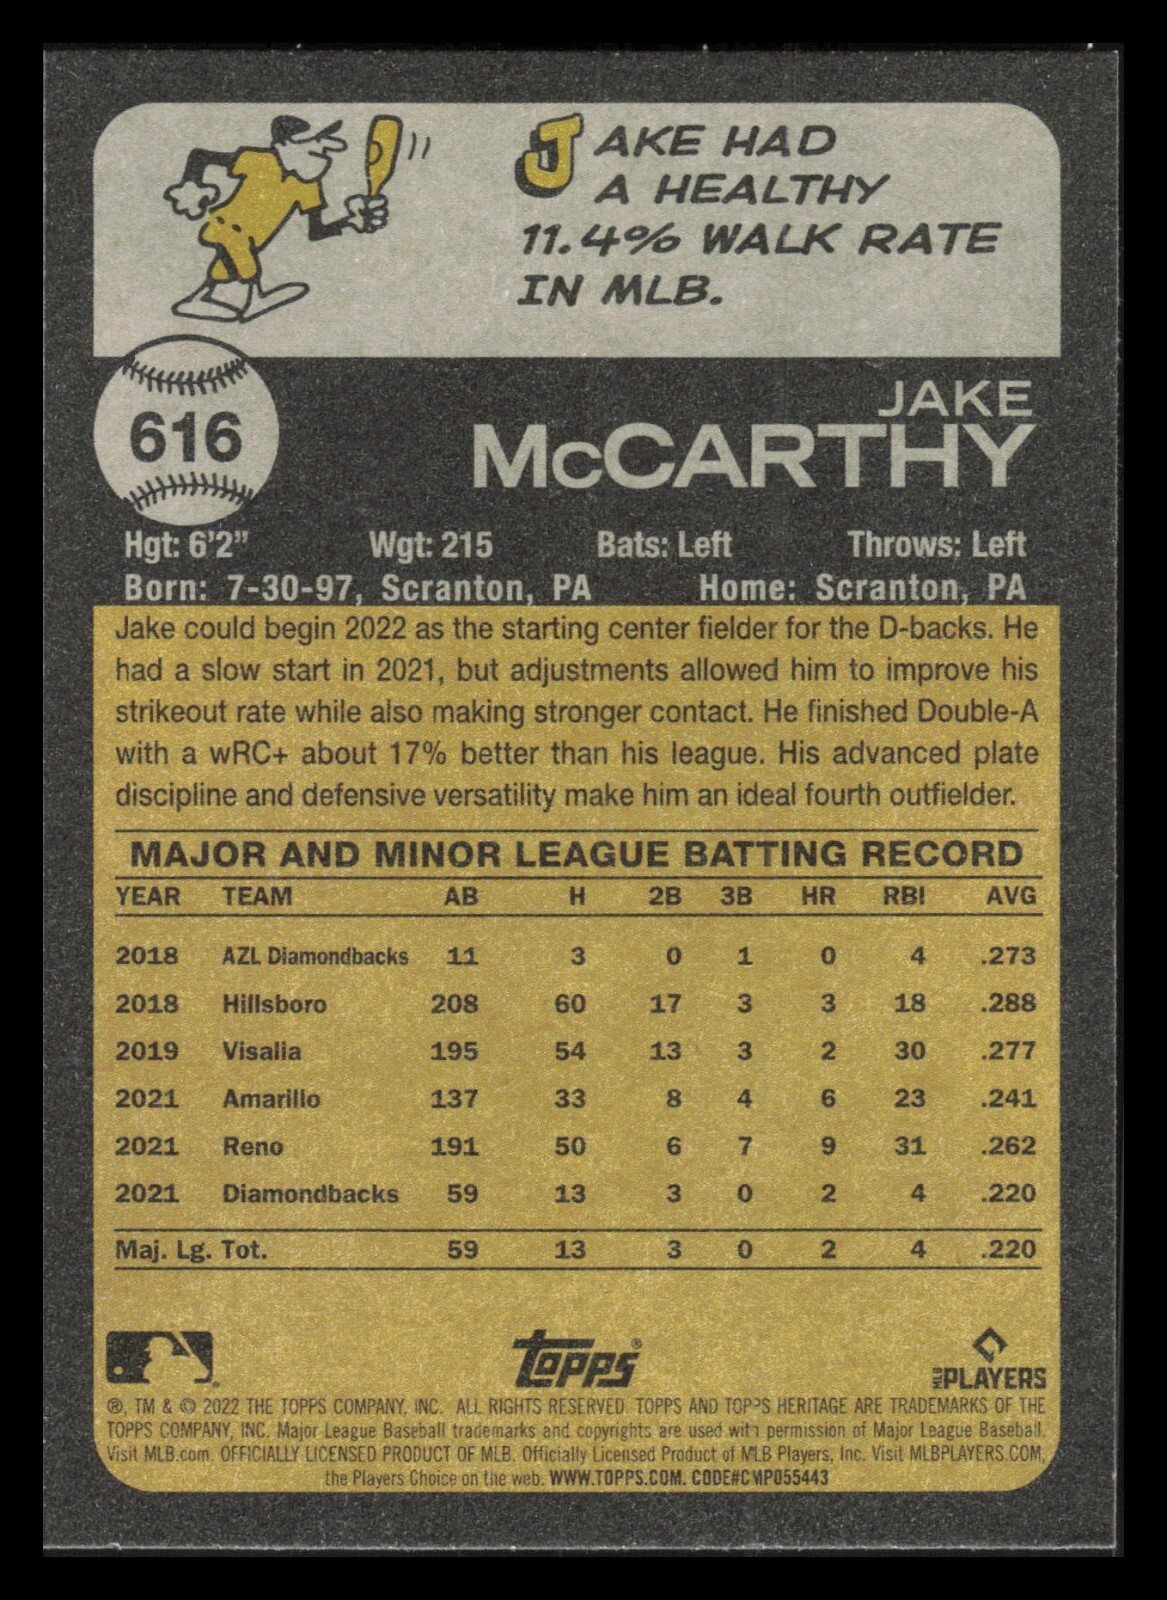 JAKE HAD
A HEALTHY
11.4% WALK RATE
IN MLB.
616
JAKE
McCARTHY
Hgt: 6'2" Wgt: 215 Bats: Left Throws: Left
Born: 7-30-97, Scranton, PA Home: Scranton, PA
Jake could begin 2022 as the starting center fielder for the D-backs. He
had a slow start in 2021, but adjustments allowed him to improve his
strikeout rate while also making stronger contact. He finished Double-A
with a wRC+ about 17% better than his league. His advanced plate
discipline and defensive versatility make him an ideal fourth outfielder.
MAJOR AND MINOR LEAGUE BATTING RECORD
YEAR TEAM AB H 2B 3B HR RBI AVG
2018 AZL Diamondbacks 11 3 0 1 0 4 .273
2018 Hillsboro 208 60 17 3 3 18 .288
2019 Visalia 195 54 13 3 2 30 .277
2021 Amarillo 137 33 8 4 6 23 .241
2021 Reno 191 50 6 7 9 31 .262
2021 Diamondbacks 59 13 3 0 2 4 .220
Maj. Lg. Tot. 59 13 3 0 2 4 .220
Topps® MLB PLAYERS
®, TM & © 2022 THE TOPPS COMPANY, INC. ALL RIGHTS RESERVED. TOPPS AND TOPPS HERITAGE ARE TRADEMARKS OF THE
TOPPS COMPANY, INC. Major League Baseball trademarks and copyrights are used with permission of Major League Baseball.
Visit MLB.com. OFFICIALLY LICENSED PRODUCT OF MLB. Officially Licensed Product of MLB Players, Inc. Visit MLBPLAYERS.COM,
the Players Choice on the web. WWW.TOPPS.COM. CODE#CMP055443